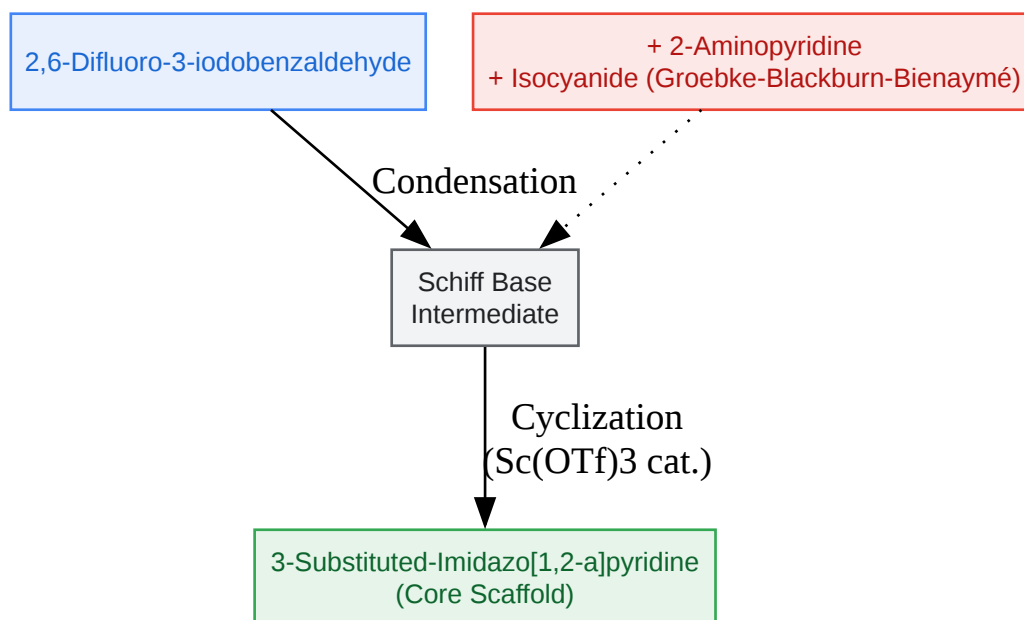 2,6-Difluoro-3-iodobenzaldehyde
+ 2-Aminopyridine
+ Isocyanide (Groebke-Blackburn-Bienaymé)
Condensation
Schiff Base
Intermediate
Cyclization
(Sc(OTf)3 cat.)
3-Substituted-Imidazo[1,2-a]pyridine
(Core Scaffold)